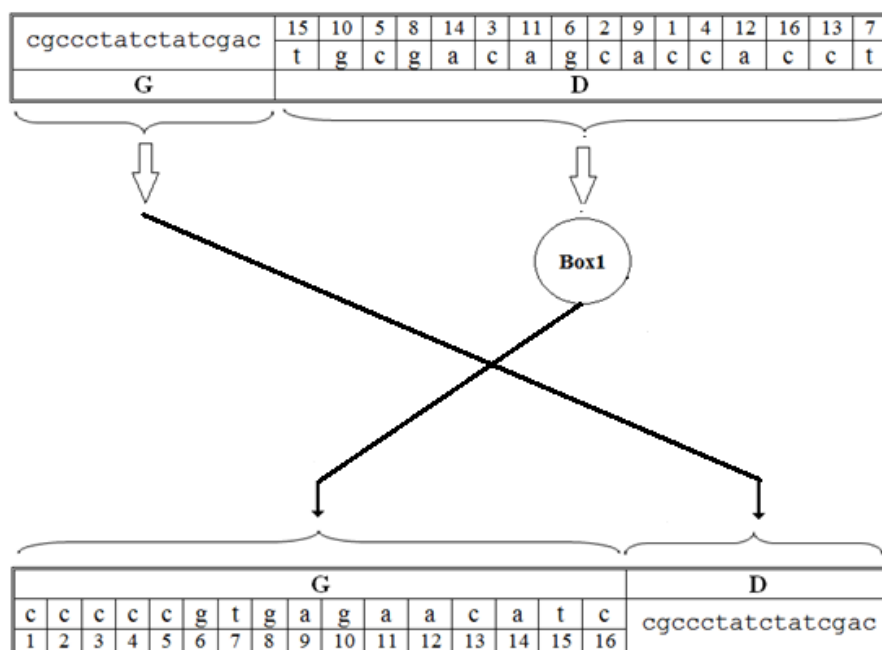 cgccctatctatcgac
15 10 5 8 14 3 11 6 2 9 1 4 12 16 13 7
t g c g a c a g c a c c a c c t
G D
Box1
G D
c c c c c g t g a g a a c a t c
cgccctatctatcgac
1 2 3 4 5 6 7 8 9 10 11 12 13 14 15 16